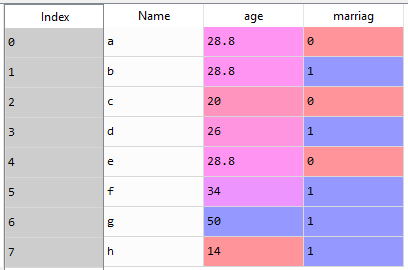 Index Name age marriag
0 a 28.8 0
1 b 28.8 1
2 c 20 0
3 d 26 1
4 e 28.8 0
5 f 34 1
6 g 50 1
7 h 14 1